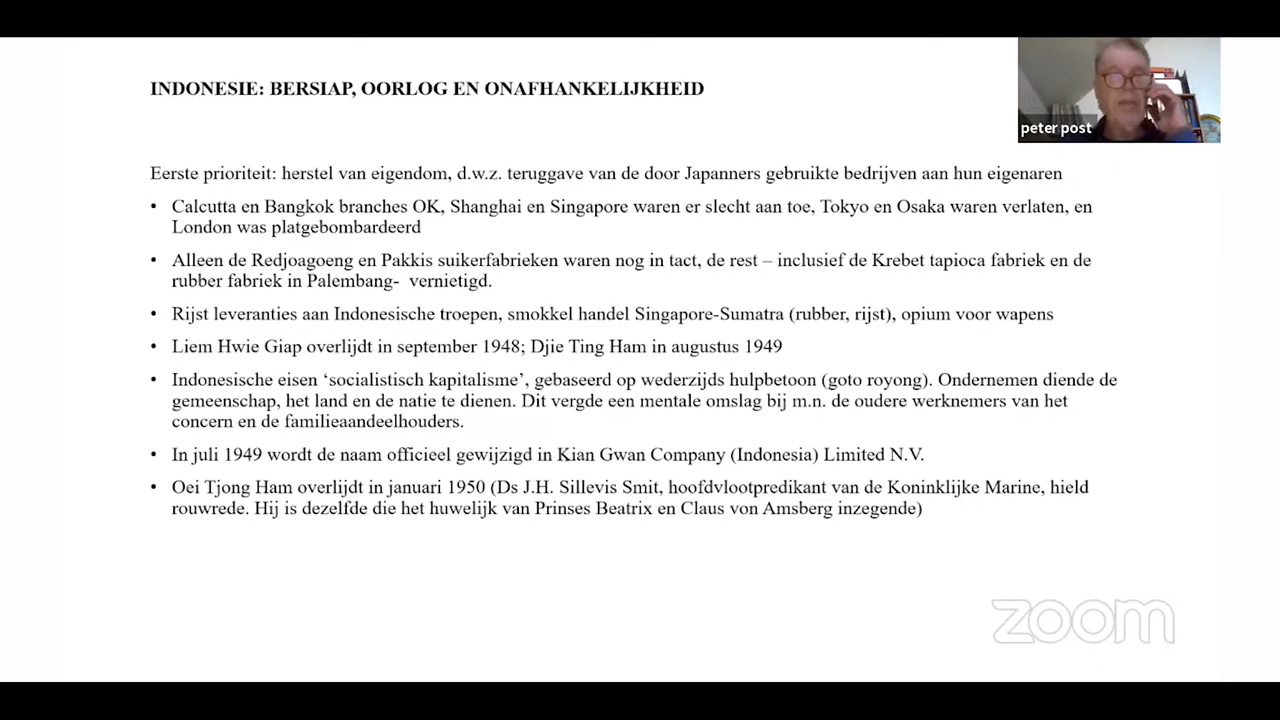 INDONESIE: BERSIAP, OORLOG EN ONAFHANKELIJKHEID
peter post
Eerste prioriteit: herstel van eigendom, d.w.z. teruggave van de door Japanners gebruikte bedrijven aan hun eigenaren
• Calcutta en Bangkok branches OK, Shanghai en Singapore waren er slecht aan toe, Tokyo en Osaka waren verlaten, en
London was platgebombardeerd
• Alleen de Redjoagoeng en Pakkis suikerfabrieken waren nog in tact, de rest – inclusief de Krebet tapioca fabriek en de
rubber fabriek in Palembang- vernietigd.
• Rijst leveranties aan Indonesische troepen, smokkel handel Singapore-Sumatra (rubber, rijst), opium voor wapens
• Liem Hwie Giap overlijdt in september 1948; Djie Ting Ham in augustus 1949
• Indonesische eisen ‘socialistisch kapitalisme’, gebaseerd op wederzijds hulpbetoon (goto royong). Ondernemen diende de
gemeenschap, het land en de natie te dienen. Dit vergde een mentale omslag bij m.n. de oudere werknemers van het
concern en de familieaandeelhouders.
• In juli 1949 wordt de naam officieel gewijzigd in Kian Gwan Company (Indonesia) Limited N.V.
• Oei Tjong Ham overlijdt in januari 1950 (Ds J.H. Sillevis Smit, hoofdvlootpredikant van de Koninklijke Marine, hield
rouwrede. Hij is dezelfde die het huwelijk van Prinses Beatrix en Claus von Amsberg inzegende)
zoom